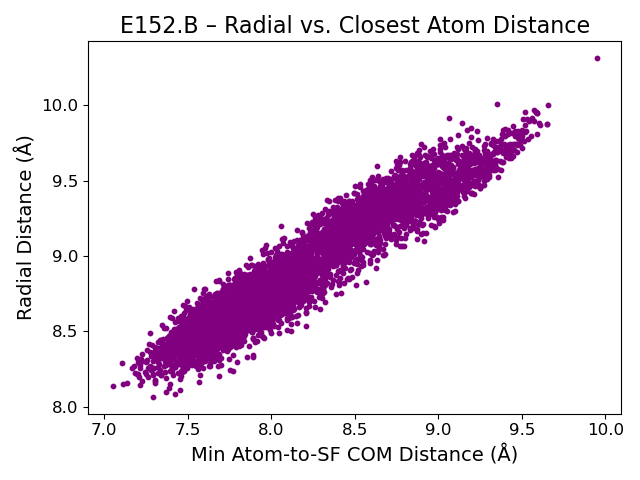 E152.B – Radial vs. Closest Atom Distance
Radial Distance (Å)
10.0
9.5
9.0
8.5
8.0
7.0 7.5 8.0 8.5 9.0 9.5 10.0
Min Atom-to-SF COM Distance (Å)